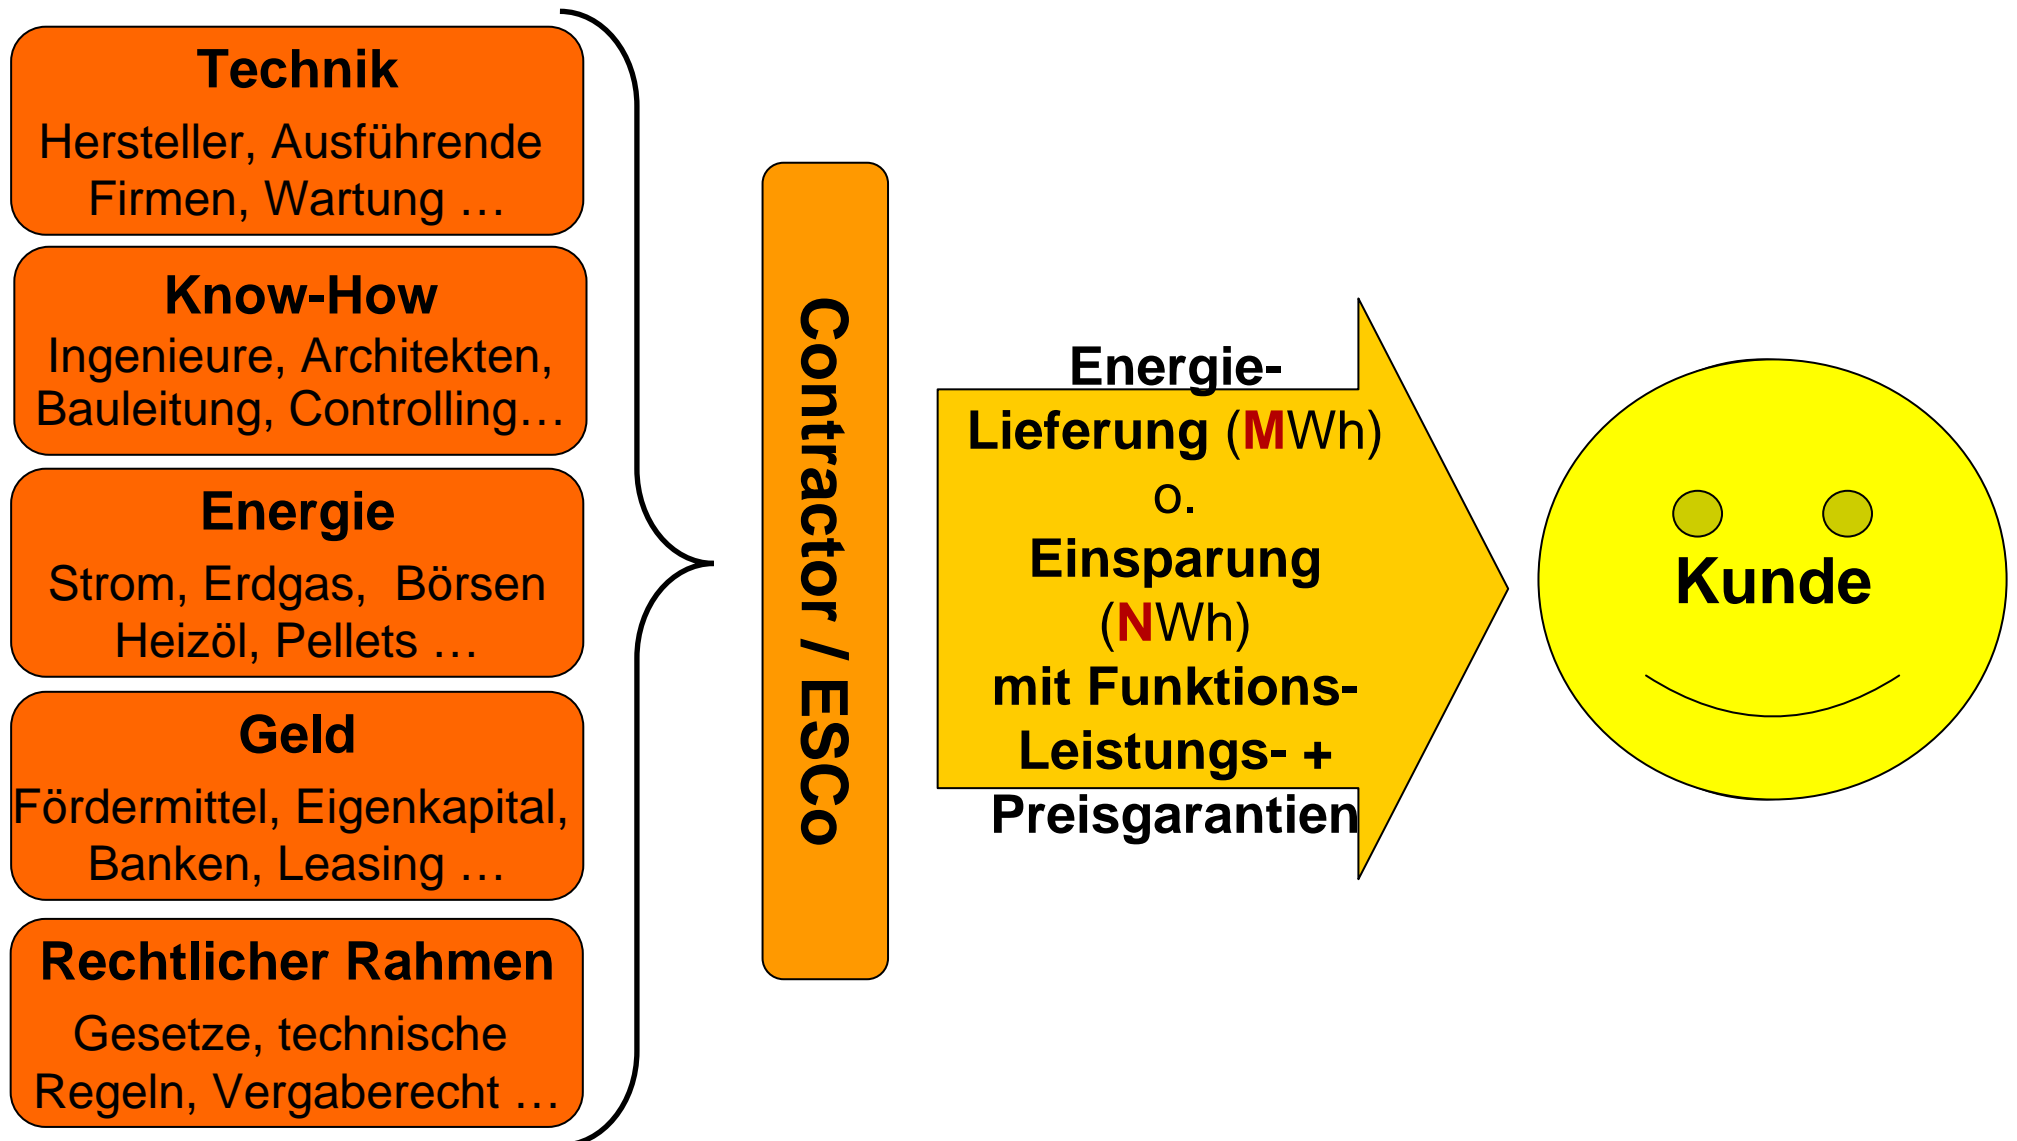 Technik
Hersteller, Ausführende
Firmen, Wartung …
Know-How
Ingenieure, Architekten,
Bauleitung, Controlling…
Energie
Strom, Erdgas,  Börsen
Heizöl, Pellets …
Geld
Fördermittel, Eigenkapital,
Banken, Leasing …
Rechtlicher Rahmen
Gesetze, technische
Regeln, Vergaberecht …
Contractor / ESCo
Energie-
Lieferung (MWh)
o.
Einsparung
(NWh)
mit Funktions-
Leistungs- +
Preisgarantien
Kunde